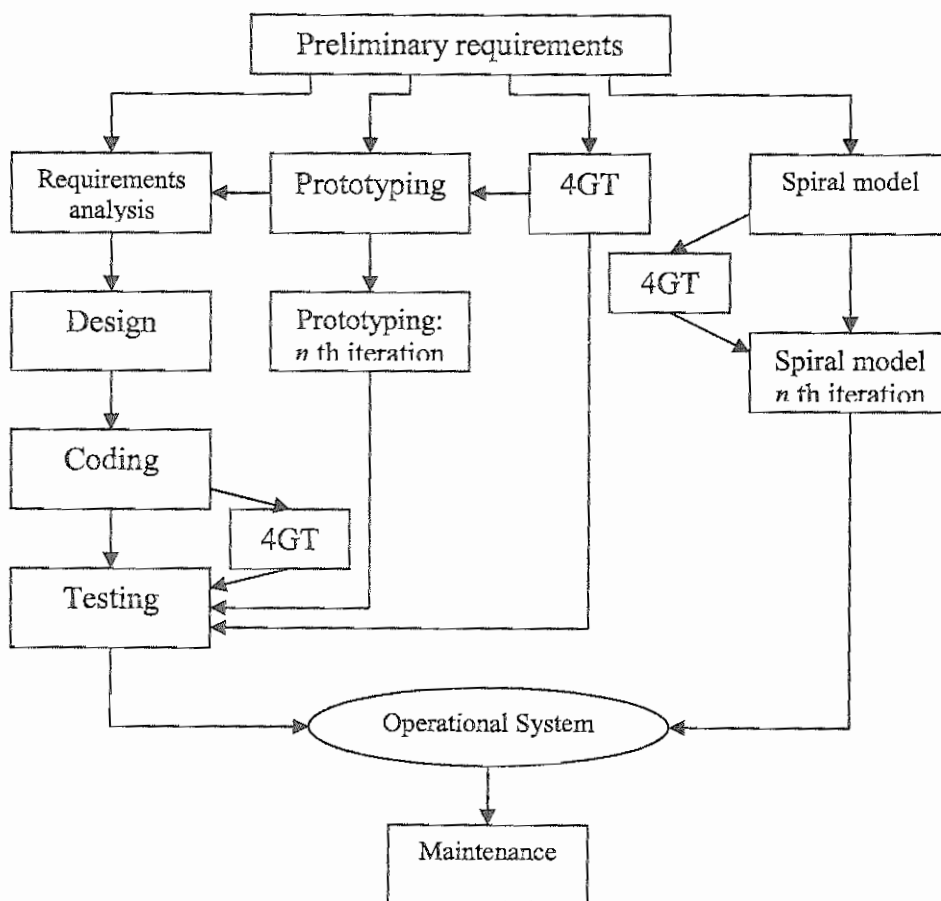 Preliminary requirements
Requirements
analysis
Prototyping
4GT
Spiral model
4GT
Design
Prototyping:
n th iteration
Spiral model
n th iteration
Coding
4GT
Testing
Operational System
Maintenance